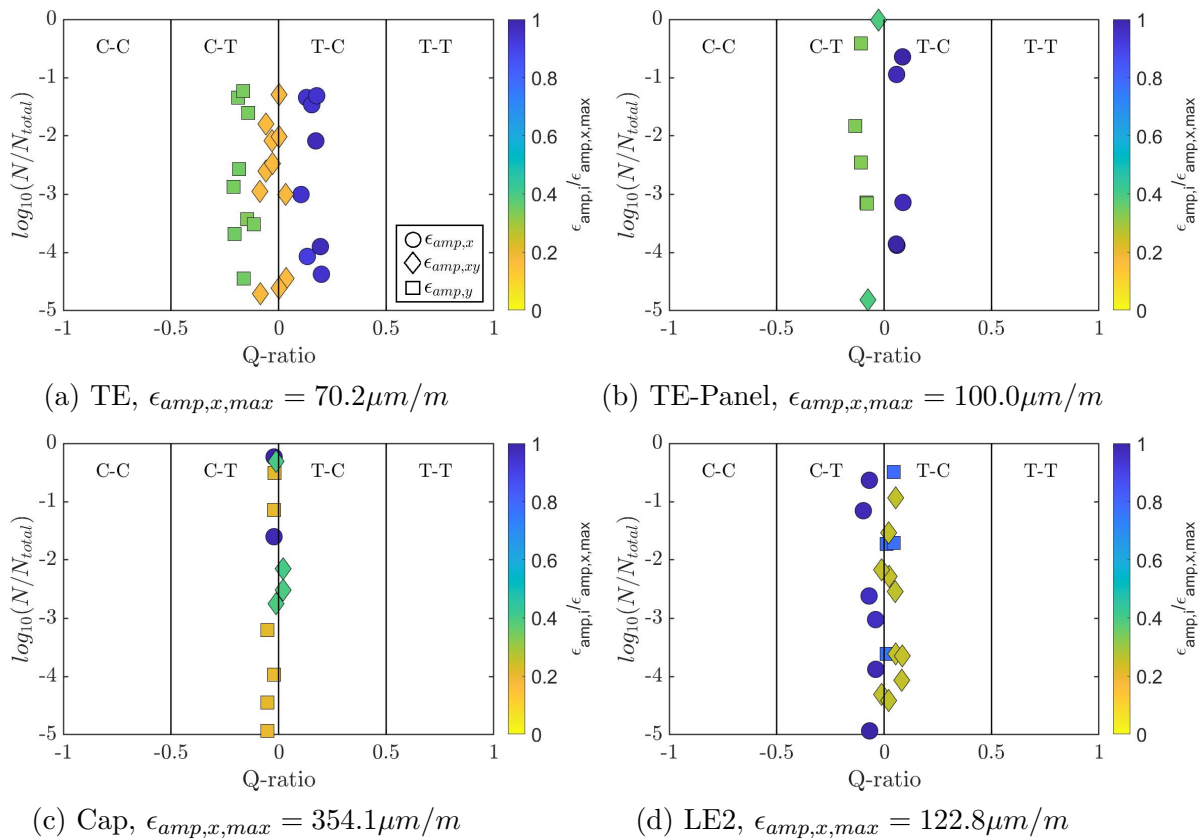 C-C C-T T-C T-T
0
-1
-2
-3
-4
-5
log10(N/Ntotal)
-1 -0.5 0 0.5 1
Q-ratio
ϵamp,x
ϵamp,xy
ϵamp,y
1
0.8
0.6
0.4
0.2
0
ϵamp,i/ϵamp,x,max
(a) TE, ϵamp,x,max = 70.2μm/m
C-C C-T T-C T-T
0
-1
-2
-3
-4
-5
log10(N/Ntotal)
-1 -0.5 0 0.5 1
Q-ratio
1
0.8
0.6
0.4
0.2
0
ϵamp,i/ϵamp,x,max
(b) TE-Panel, ϵamp,x,max = 100.0μm/m
C-C C-T T-C T-T
0
-1
-2
-3
-4
-5
log10(N/Ntotal)
-1 -0.5 0 0.5 1
Q-ratio
1
0.8
0.6
0.4
0.2
0
ϵamp,i/ϵamp,x,max
(c) Cap, ϵamp,x,max = 354.1μm/m
C-C C-T T-C T-T
0
-1
-2
-3
-4
-5
log10(N/Ntotal)
-1 -0.5 0 0.5 1
Q-ratio
1
0.8
0.6
0.4
0.2
0
ϵamp,i/ϵamp,x,max
(d) LE2, ϵamp,x,max = 122.8μm/m